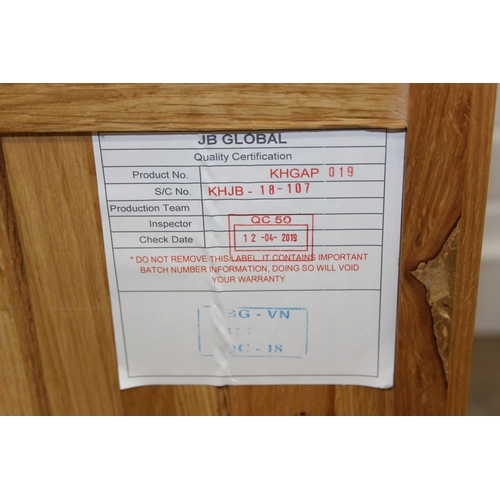 JB GLOBAL
Quality Certification
Product No. KHGAP 019
S/C No. KHJB - 18-107
Production Team
Inspector QC 50
Check Date 12-04-2019
* DO NOT REMOVE THIS LABEL, IT CONTAINS IMPORTANT
BATCH NUMBER INFORMATION, DOING SO WILL VOID
YOUR WARRANTY
- VN
- 18